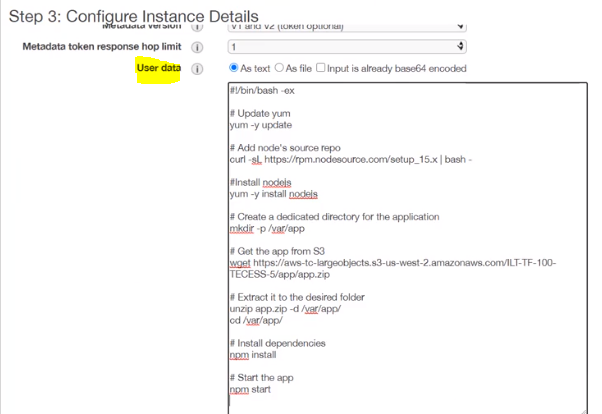 Step 3: Configure Instance Details
Metadata version i V1 and V2 (token optional)
Metadata token response hop limit i 1
User data i As text As file Input is already base64 encoded
#!/bin/bash -ex
# Update yum
yum -y update
# Add node's source repo
curl -sL https://rpm.nodesource.com/setup_15.x | bash -
#Install nodejs
yum -y install nodejs
# Create a dedicated directory for the application
mkdir -p /var/app
# Get the app from S3
wget https://aws-tc-largeobjects.s3-us-west-2.amazonaws.com/ILT-TF-100-
TECESS-5/app/app.zip
# Extract it to the desired folder
unzip app.zip -d /var/app/
cd /var/app/
# Install dependencies
npm install
# Start the app
npm start